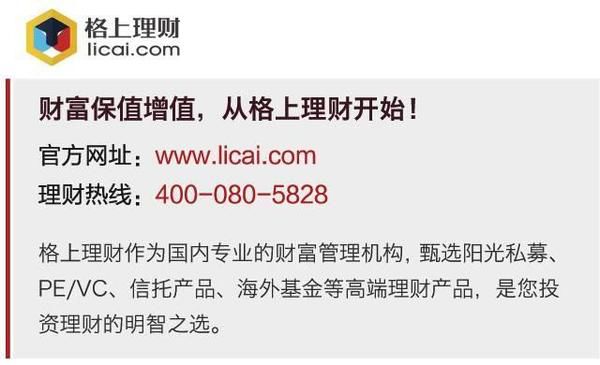 格上理财
licai.com
财富保值增值，从格上理财开始！
官方网址：www.licai.com
理财热线：400-080-5828
格上理财作为国内专业的财富管理机构，甄选阳光私募、
PE/VC、信托产品、海外基金等高端理财产品，是您投
资理财的明智之选。